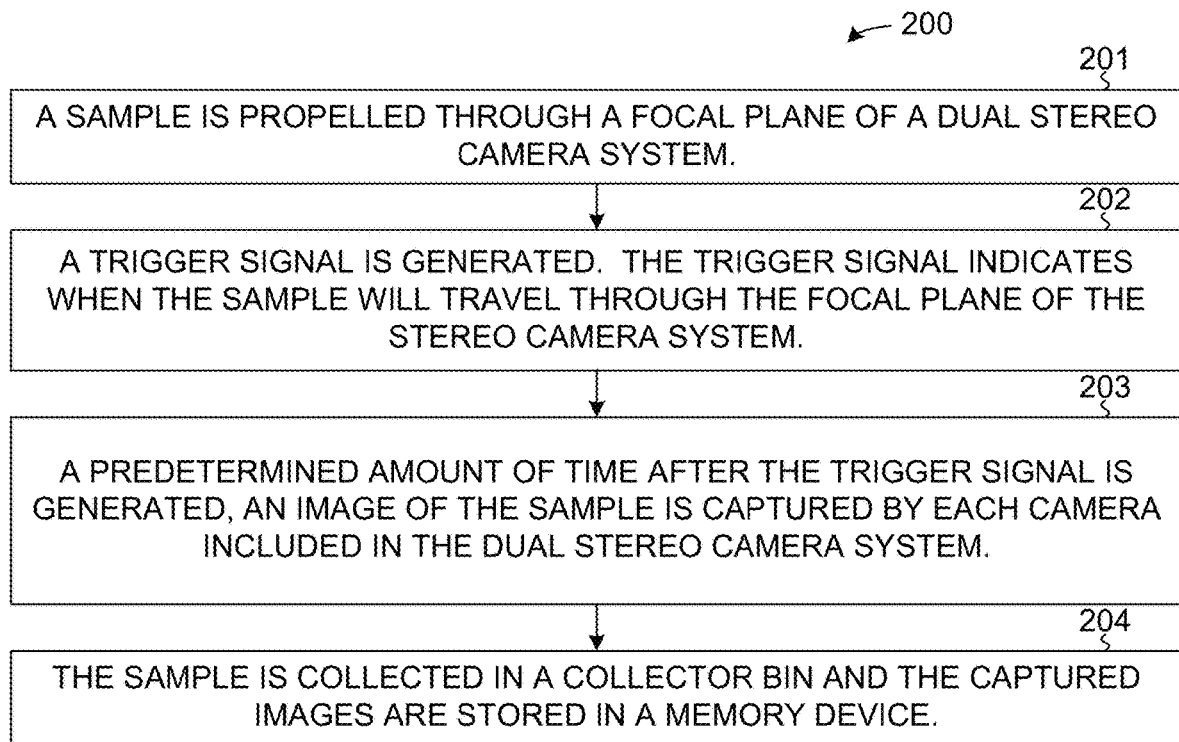 200
201
A SAMPLE IS PROPELLED THROUGH A FOCAL PLANE OF A DUAL STEREO
CAMERA SYSTEM.
202
A TRIGGER SIGNAL IS GENERATED. THE TRIGGER SIGNAL INDICATES
WHEN THE SAMPLE WILL TRAVEL THROUGH THE FOCAL PLANE OF THE
STEREO CAMERA SYSTEM.
203
A PREDETERMINED AMOUNT OF TIME AFTER THE TRIGGER SIGNAL IS
GENERATED, AN IMAGE OF THE SAMPLE IS CAPTURED BY EACH CAMERA
INCLUDED IN THE DUAL STEREO CAMERA SYSTEM.
204
THE SAMPLE IS COLLECTED IN A COLLECTOR BIN AND THE CAPTURED
IMAGES ARE STORED IN A MEMORY DEVICE.